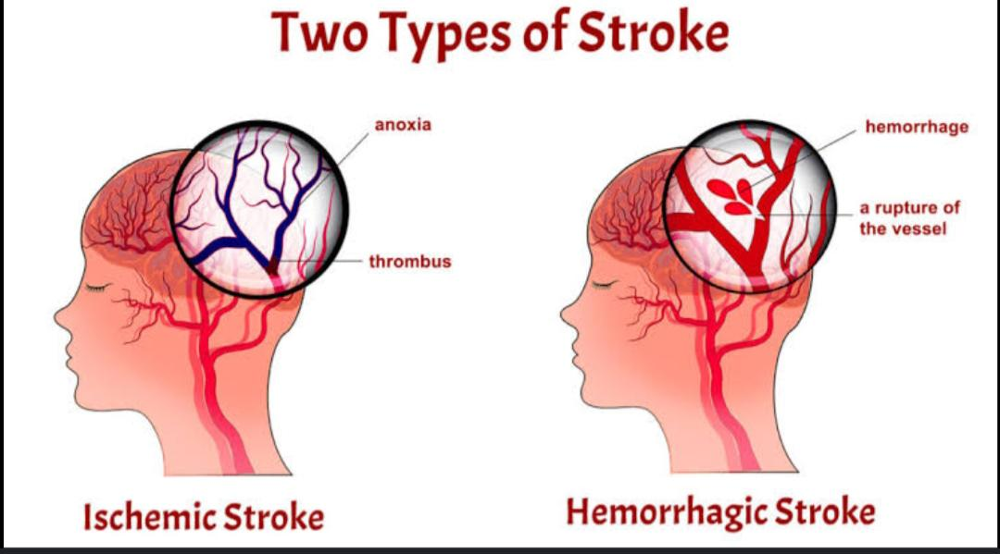 Two Types of Stroke
anoxia
thrombus
hemorrhage
a rupture of
the vessel
Ischemic Stroke
Hemorrhagic Stroke